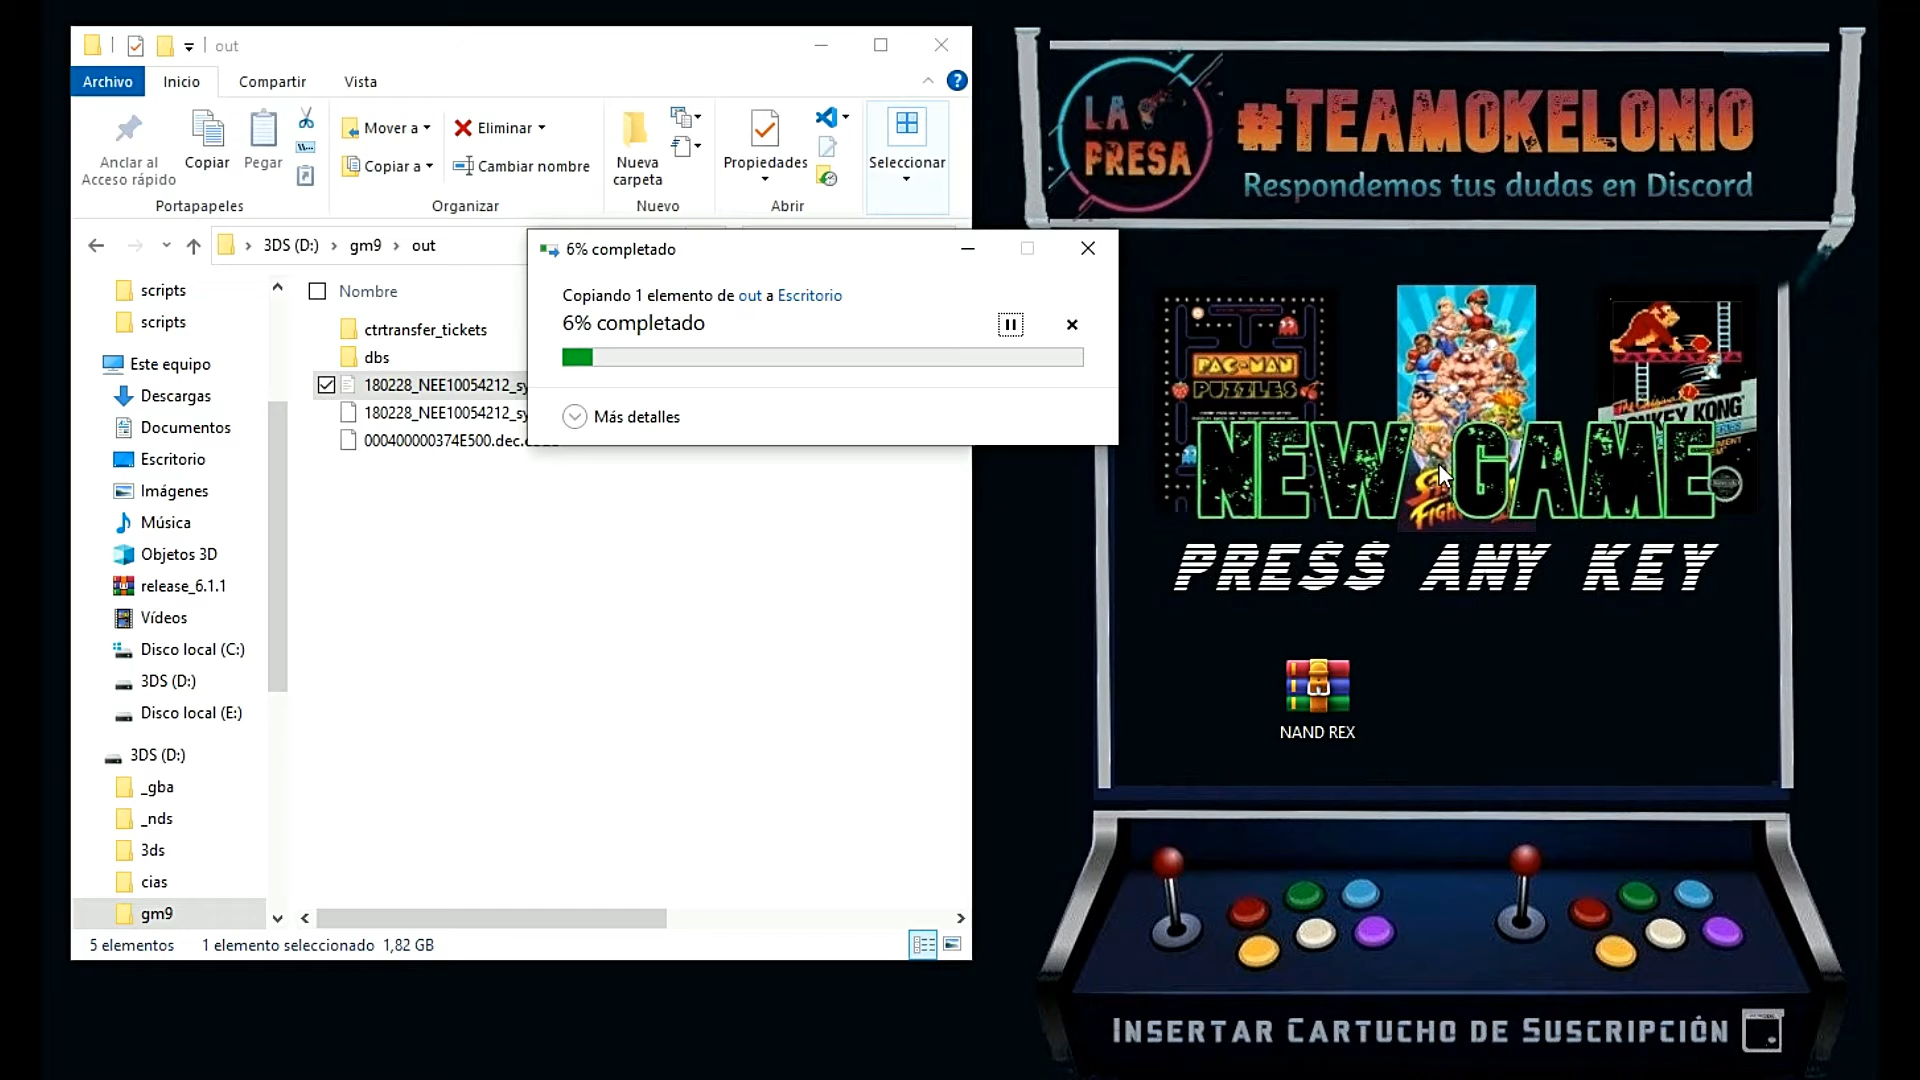 out
Archivo
Inicio
Compartir
Vista
Anclar al
Acceso rápido
Copiar
Pegar
Portapapeles
Mover a
Copiar a
Eliminar
Cambiar nombre
Organizar
Nueva
carpeta
Nuevo
Propiedades
Abrir
Seleccionar
3DS (D:)
gm9
out
scripts
scripts
Este equipo
Descargas
Documentos
Escritorio
Imágenes
Música
Objetos 3D
release_6.1.1
Vídeos
Disco local (C:)
3DS (D:)
Disco local (E:)
3DS (D:)
_gba
_nds
3ds
cias
gm9
Nombre
ctrtransfer_tickets
dbs
180228_NEE10054212_sy
180228_NEE10054212_sy
000400000374E500.dec.
5 elementos
1 elemento seleccionado 1,82 GB
6% completado
Copiando 1 elemento de out a Escritorio
6% completado
Más detalles
LA
PRESA
#TEAMOKELONIO
Respondemos tus dudas en Discord
PAC-MAN
PUZZLES
NEW GAME
PRESS ANY KEY
NAND REX
INSERTAR CARTUCHO DE SUSCRIPCIÓN